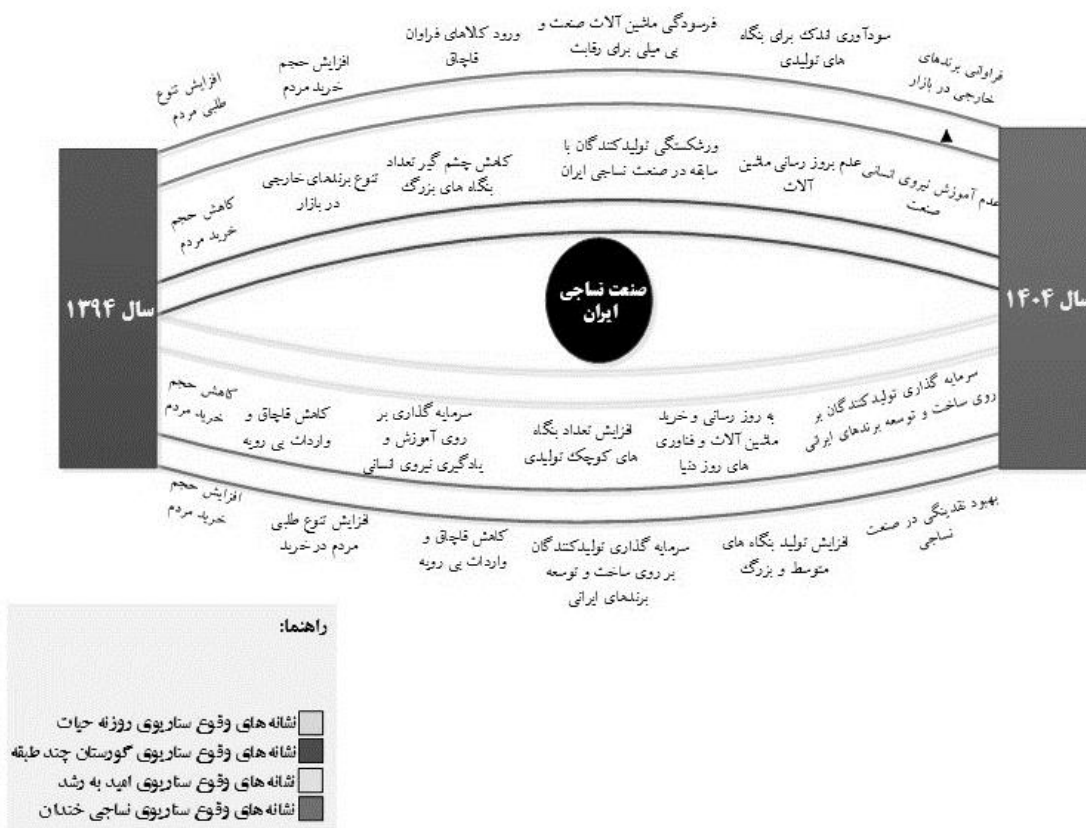 فراوانی برندهای
خارجی در بازار
سودآوری اندک برای بنگاه
های تولیدی
فرسودگی ماشین آلات صنعت و
بی میلی برای رقابت
ورود کالاهای فراوان
قاچاق
افزایش حجم
خرید مردم
افزایش تنوع
طلبی مردم
عدم آموزش نیروی انسانی
صنعت
عدم بروز رسانی ماشین
آلات
ورشکستگی تولیدکنندگان با
سابقه در صنعت نساجی ایران
کاهش چشم گیر تعداد
بنگاه های بزرگ
تنوع برندهای خارجی
در بازار
کاهش حجم
خرید مردم
سال ۱۴۰۴
صنعت نساجی
ایران
سال ۱۳۹۴
سرمایه گذاری تولیدکنندگان بر
روی ساخت و توسعه برندهای ایرانی
به روز رسانی و خرید
ماشین آلات و فناوری
های روز دنیا
افزایش تعداد بنگاه
های کوچک تولیدی
سرمایه گذاری بر
روی آموزش و
یادگیری نیروی انسانی
کاهش قاچاق و
واردات بی رویه
کاهش حجم
خرید مردم
بهبود نقدینگی در صنعت
نساجی
افزایش تولید بنگاه های
متوسط و بزرگ
سرمایه گذاری تولیدکنندگان
بر روی ساخت و توسعه
برندهای ایرانی
کاهش قاچاق و
واردات بی رویه
افزایش تنوع طلبی
مردم در خرید
افزایش حجم
خرید مردم
راهنما:
نشانه های وقوع سناریوی روزنه حیات
نشانه های وقوع سناریوی گورستان چند طبقه
نشانه های وقوع سناریوی امید به رشد
نشانه های وقوع سناریوی نساجی خندان